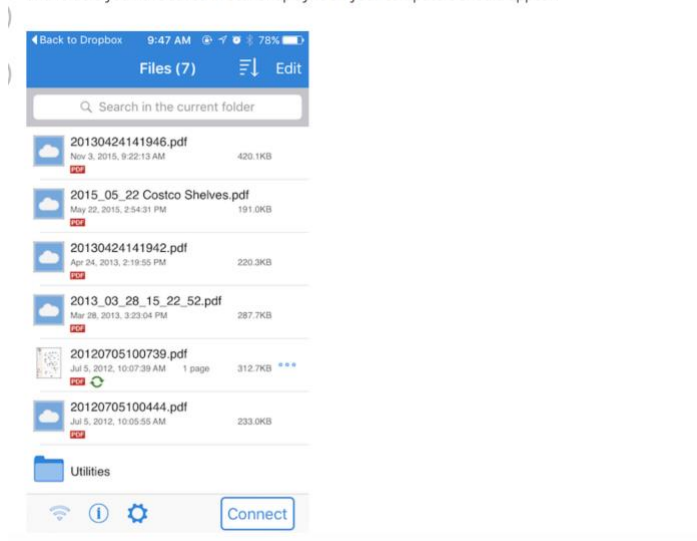 Back to Dropbox 9:47 AM 78%
Files (7) Edit
Search in the current folder
20130424141946.pdf
Nov 3, 2015, 9:22:13 AM 420.1KB
PDF
2015_05_22 Costco Shelves.pdf
May 22, 2015, 2:54:31 PM 191.0KB
PDF
20130424141942.pdf
Apr 24, 2013, 2:19:55 PM 220.3KB
PDF
2013_03_28_15_22_52.pdf
Mar 28, 2013, 3:23:04 PM 287.7KB
PDF
20120705100739.pdf
Jul 5, 2012, 10:07:39 AM 1 page 312.7KB
PDF
20120705100444.pdf
Jul 5, 2012, 10:05:55 AM 233.0KB
PDF
Utilities
Connect